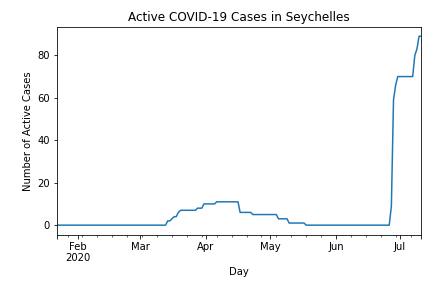 Active COVID-19 Cases in Seychelles
Number of Active Cases
80
60
40
20
0
Feb Mar Apr May Jun Jul
2020
Day